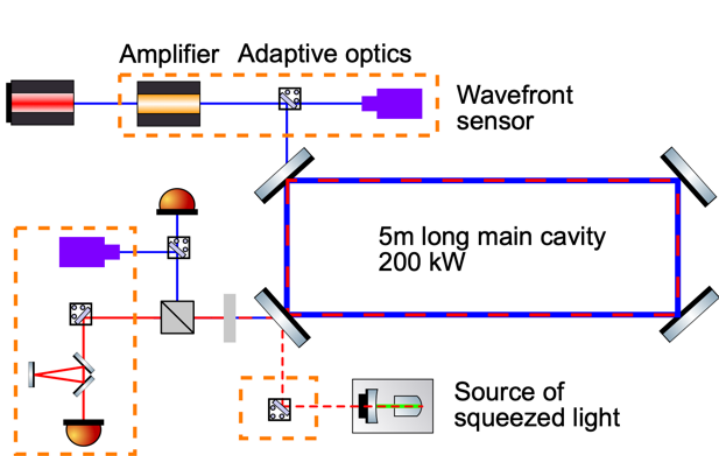 Amplifier Adaptive optics
Wavefront
sensor
5m long main cavity
200 kW
Source of
squeezed light